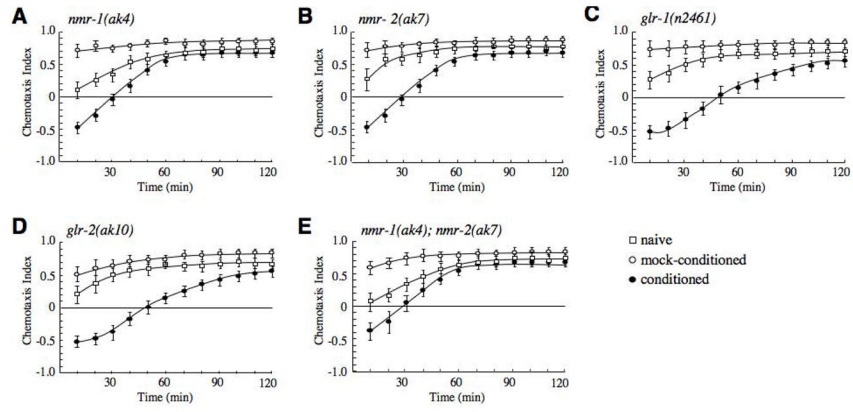 A
nmr-1(ak4)
Chemotaxis Index
1.0
0.5
0
-0.5
-1.0
30
60
90
120
Time (min)
B
nmr- 2(ak7)
Chemotaxis Index
1.0
0.5
0
-0.5
-1.0
30
60
90
120
Time (min)
C
glr-1(n2461)
Chemotaxis Index
1.0
0.5
0
-0.5
-1.0
30
60
90
120
Time (min)
D
glr-2(ak10)
Chemotaxis Index
1.0
0.5
0
-0.5
-1.0
30
60
90
120
Time (min)
E
nmr-1(ak4); nmr-2(ak7)
Chemotaxis Index
1.0
0.5
0
-0.5
-1.0
30
60
90
120
Time (min)
naive
mock-conditioned
conditioned